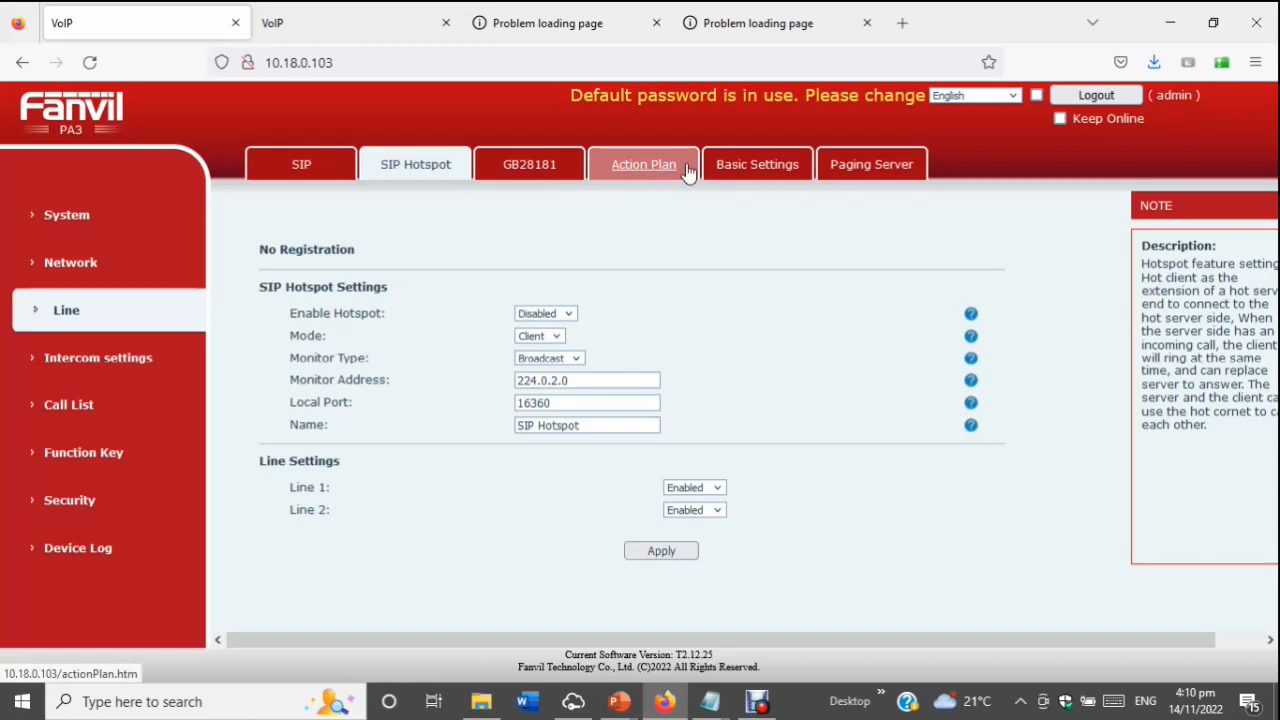 VoIP
VoIP
Problem loading page
Problem loading page
10.18.0.103
Fanvil
PA3
Default password is in use. Please change
English
Logout
( admin )
Keep Online
SIP
SIP Hotspot
GB28181
Action Plan
Basic Settings
Paging Server
System
Network
Line
Intercom settings
Call List
Function Key
Security
Device Log
No Registration
SIP Hotspot Settings
Enable Hotspot: Disabled
Mode: Client
Monitor Type: Broadcast
Monitor Address: 224.0.2.0
Local Port: 16360
Name: SIP Hotspot
Line Settings
Line 1: Enabled
Line 2: Enabled
Apply
NOTE
Description:
Hotspot feature setting
Hot client as the
extension of a hot serv
end to connect to the
hot server side, When
the server side has an
incoming call, the client
will ring at the same
time, and can replace
server to answer. The
server and the client ca
use the hot cornet to c
each other.
10.18.0.103/actionPlan.htm
Current Software Version: T2.12.25
Fanvil Technology Co., Ltd. (C)2022 All Rights Reserved.
Type here to search
Desktop
21°C
ENG
4:10 pm
14/11/2022
15